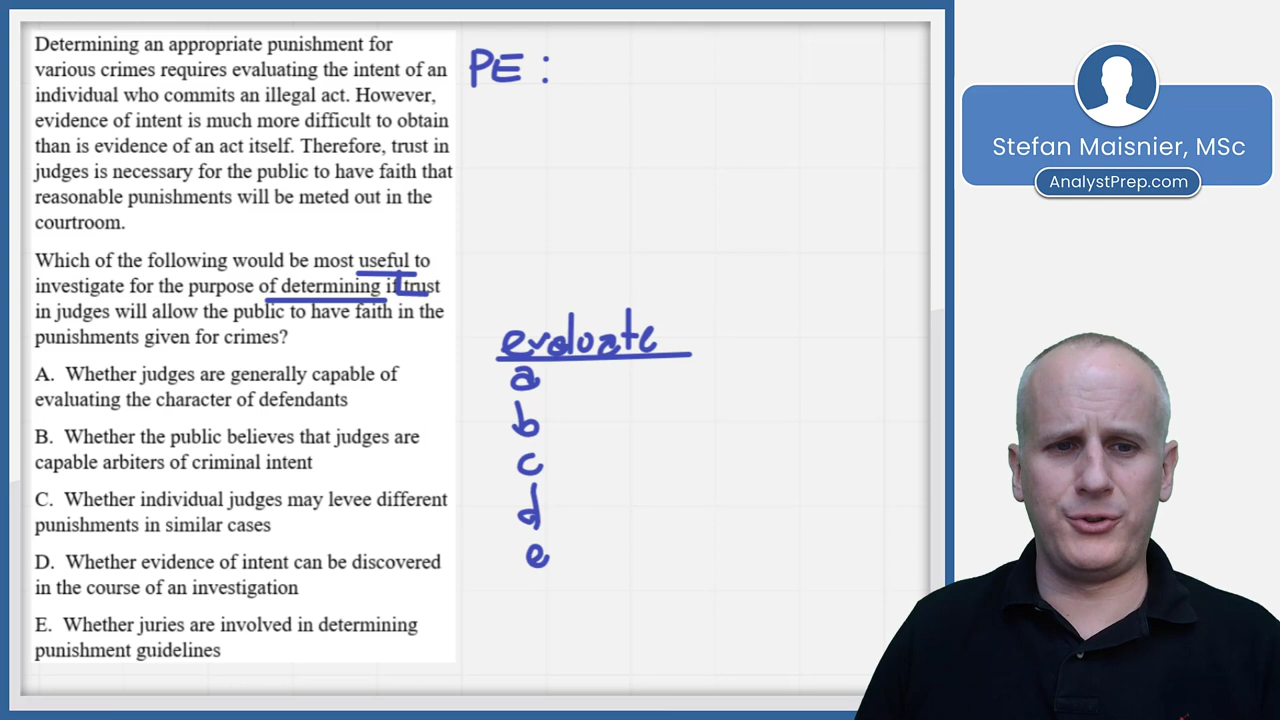 Determining an appropriate punishment for
various crimes requires evaluating the intent of an
individual who commits an illegal act. However,
evidence of intent is much more difficult to obtain
than is evidence of an act itself. Therefore, trust in
judges is necessary for the public to have faith that
reasonable punishments will be meted out in the
courtroom.
Which of the following would be most useful to
investigate for the purpose of determining if trust
in judges will allow the public to have faith in the
punishments given for crimes?
A. Whether judges are generally capable of
evaluating the character of defendants
B. Whether the public believes that judges are
capable arbiters of criminal intent
C. Whether individual judges may levee different
punishments in similar cases
D. Whether evidence of intent can be discovered
in the course of an investigation
E. Whether juries are involved in determining
punishment guidelines
PE :
evaluate
a
b
c
d
e
Stefan Maisnier, MSc
AnalystPrep.com